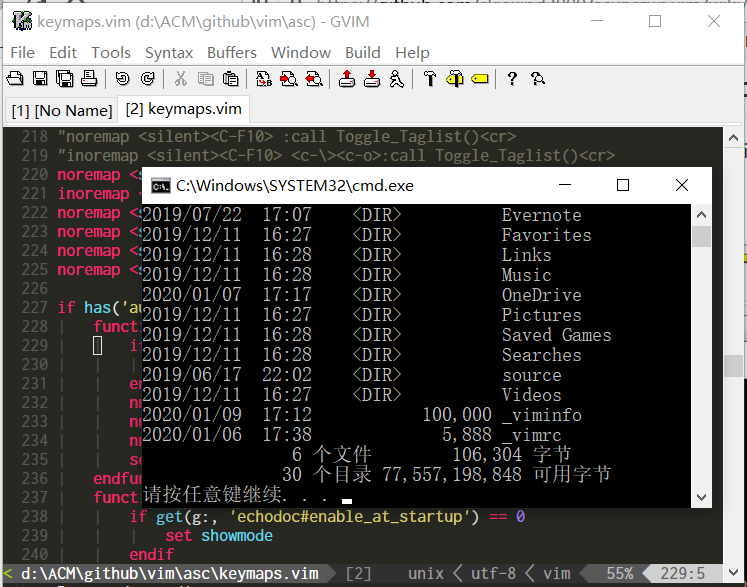 keymaps.vim (d:\ACM\github\vim\asc) - GVIM
File Edit Tools Syntax Buffers Window Build Help
[1] [No Name] [2] keymaps.vim
218 "noremap <silent><C-F10> :call Toggle_Taglist()<cr>
219 "inoremap <silent><C-F10> <c-\><c-o>:call Toggle_Taglist()<cr>
220 noremap <s
221 inoremap
222 noremap <s
223 noremap <s
224 noremap <s
225 noremap <s
226
227 if has('au
228 funct
229 i
230
231 e
232 n
233 n
234 n
235 s
236 endfu
237 funct
238 if get(g:, 'echodoc#enable_at_startup') == 0
239 set showmode
240 endif
C:\Windows\SYSTEM32\cmd.exe
2019/07/22 17:07 <DIR> Evernote
2019/12/11 16:27 <DIR> Favorites
2019/12/11 16:28 <DIR> Links
2019/12/11 16:28 <DIR> Music
2020/01/07 17:17 <DIR> OneDrive
2019/12/11 16:27 <DIR> Pictures
2019/12/11 16:28 <DIR> Saved Games
2019/12/11 16:28 <DIR> Searches
2019/06/17 22:02 <DIR> source
2019/12/11 16:27 <DIR> Videos
2020/01/09 17:12 100,000 _viminfo
2020/01/06 17:38 5,888 _vimrc
6 个文件 106,304 字节
30 个目录 77,557,198,848 可用字节
请按任意键继续. . .
< d:\ACM\github\vim\asc\keymaps.vim [2] unix < utf-8 < vim 55% 229:5